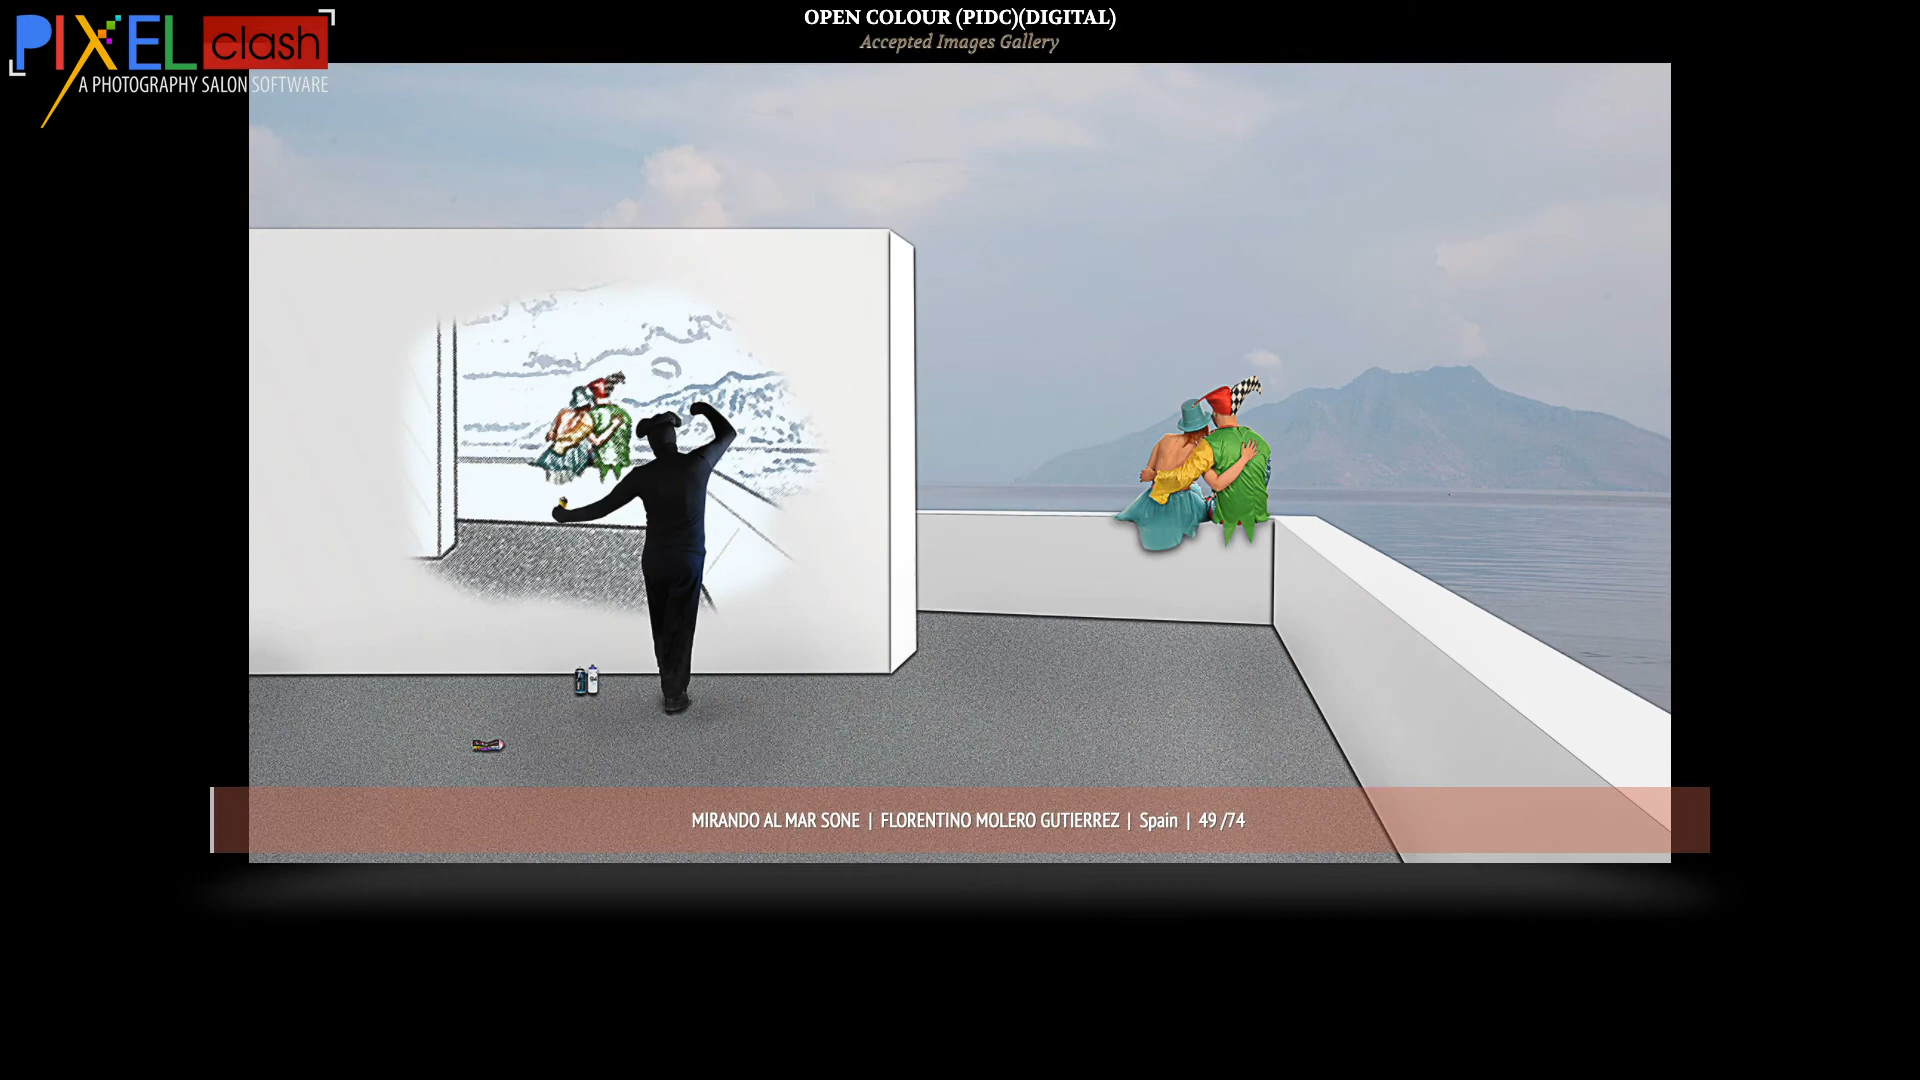 OPEN COLOUR (PIDC)(DIGITAL)
Accepted Images Gallery
PIXEL clash
A PHOTOGRAPHY SALON SOFTWARE
MIRANDO AL MAR SONE | FLORENTINO MOLERO GUTIERREZ | Spain | 49 /74